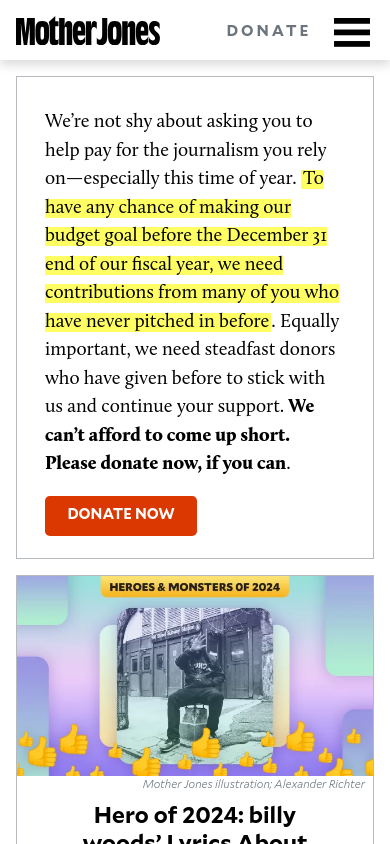 Mother Jones
DONATE
We’re not shy about asking you to
help pay for the journalism you rely
on—especially this time of year. To
have any chance of making our
budget goal before the December 31
end of our fiscal year, we need
contributions from many of you who
have never pitched in before. Equally
important, we need steadfast donors
who have given before to stick with
us and continue your support. We
can’t afford to come up short.
Please donate now, if you can.
DONATE NOW
HEROES & MONSTERS OF 2024
Mother Jones illustration; Alexander Richter
Hero of 2024: billy
woods’ Lyrics About